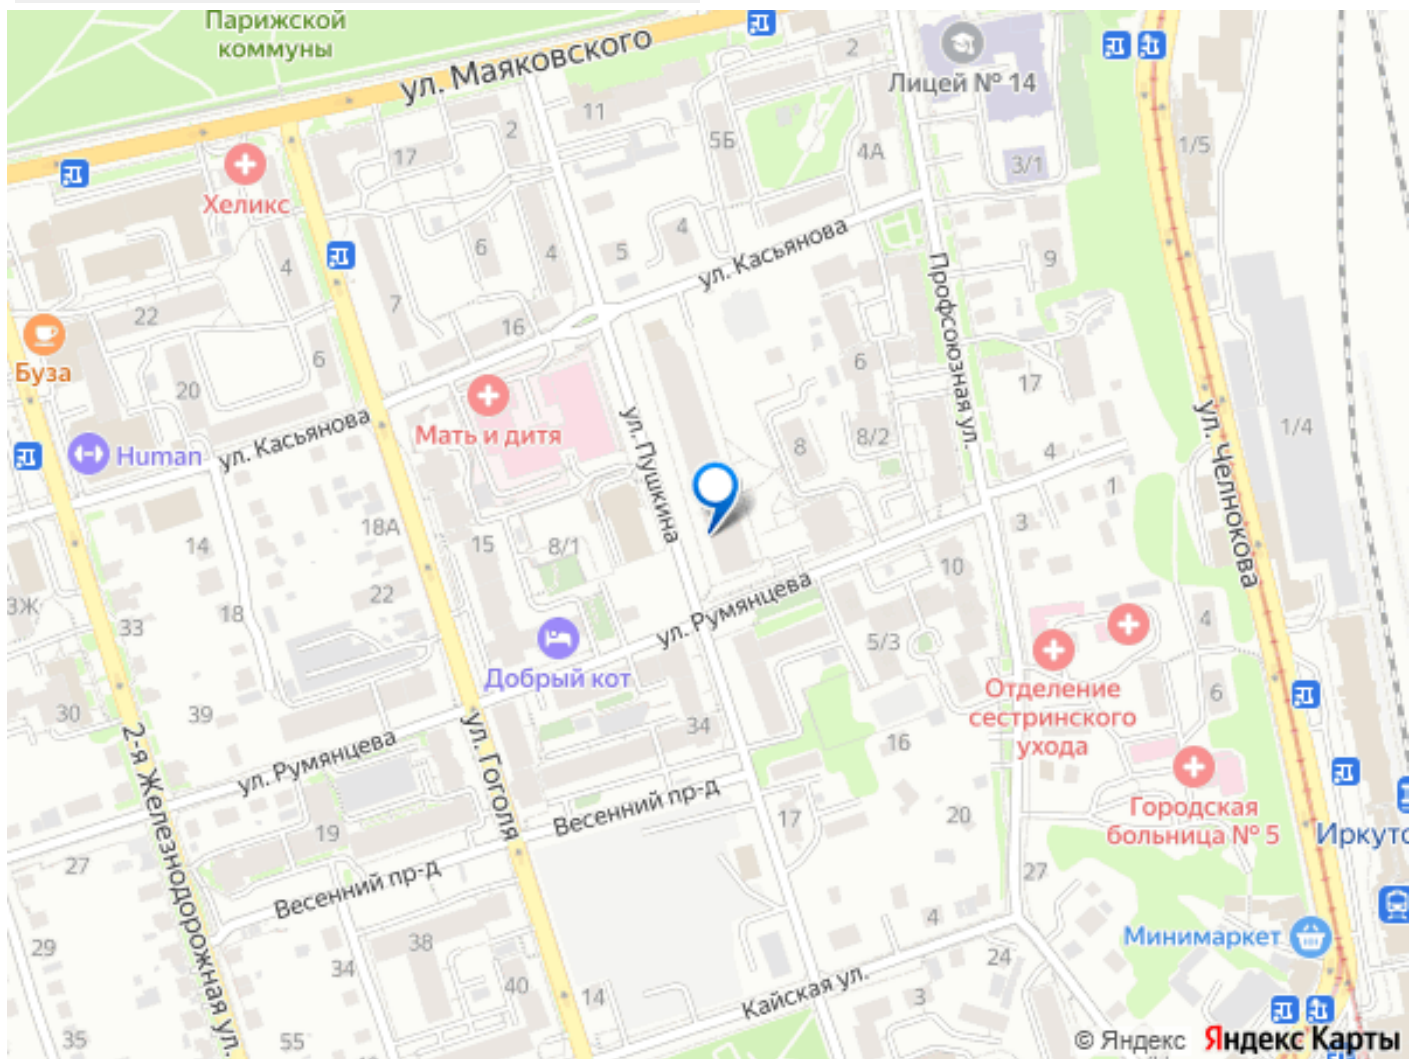 Парижской
коммуны
ул. Маяковского
2
Лицей № 14
11
2
5Б
17
4А
3/1
1/5
Хеликс
4
6
4
5
4
ул. Касьянова
9
Профсоюзная ул.
22
7
16
Буза
6
20
6
17
Мать и дитя
ул. Касьянова
Human
ул. Пушкина
8
8/2
4
ул. Челнокова
1/4
1
3
18А
14
15
8/1
10
22
18
33
ул. Румянцева
5/3
4
Добрый кот
Отделение
сестринского
ухода
6
30
39
2-я Железнодорожная ул.
ул. Румянцева
ул. Гоголя
34
16
Весенний пр-д
Городская
больница № 5
17
20
19
Иркутс
27
Весенний пр-д
27
4
Минимаркет
29
38
34
24
40
14
Кайская ул.
3
35
55
© Яндекс Яндекс Карты